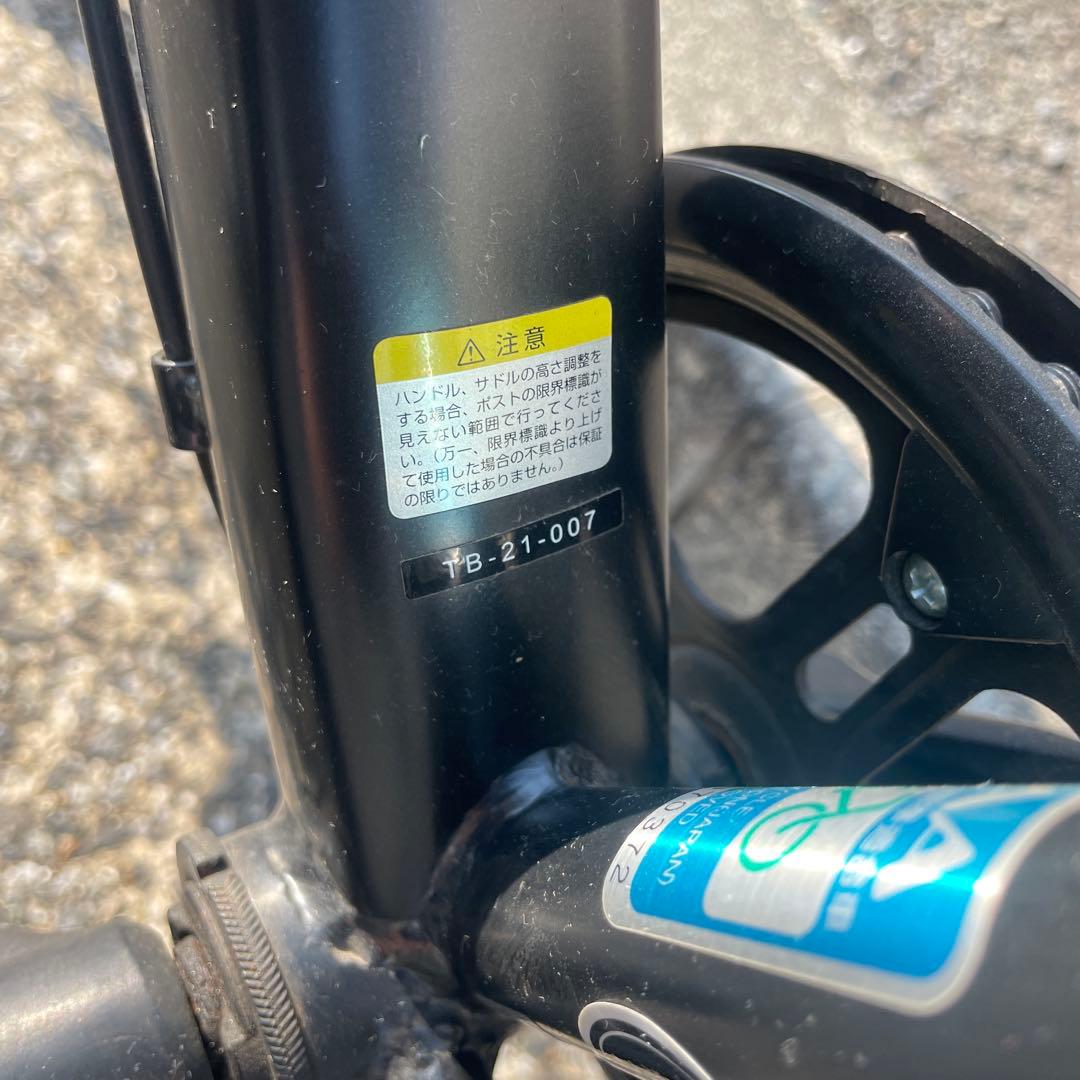 ⚠ 注意
ハンドル、サドルの高さ調整を
する場合、ポストの限界標識が
見えない範囲で行ってくださ
い。(万一、限界標識より上げ
て使用した場合の不具合は保証
の限りではありません。)
TB-21-007
JAPAN)
0372